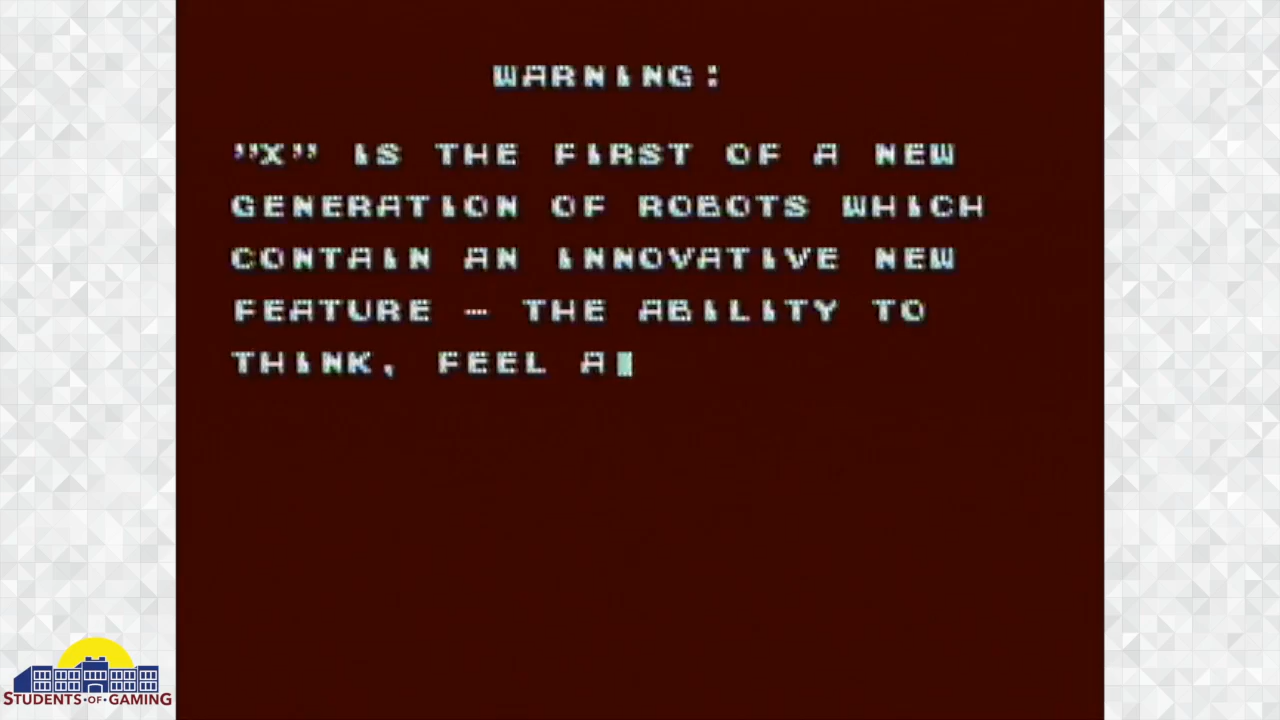 WARNING:
"X" IS THE FIRST OF A NEW
GENERATION OF ROBOTS WHICH
CONTAIN AN INNOVATIVE NEW
FEATURE - THE ABILITY TO
THINK, FEEL A
STUDENTS·OF·GAMING